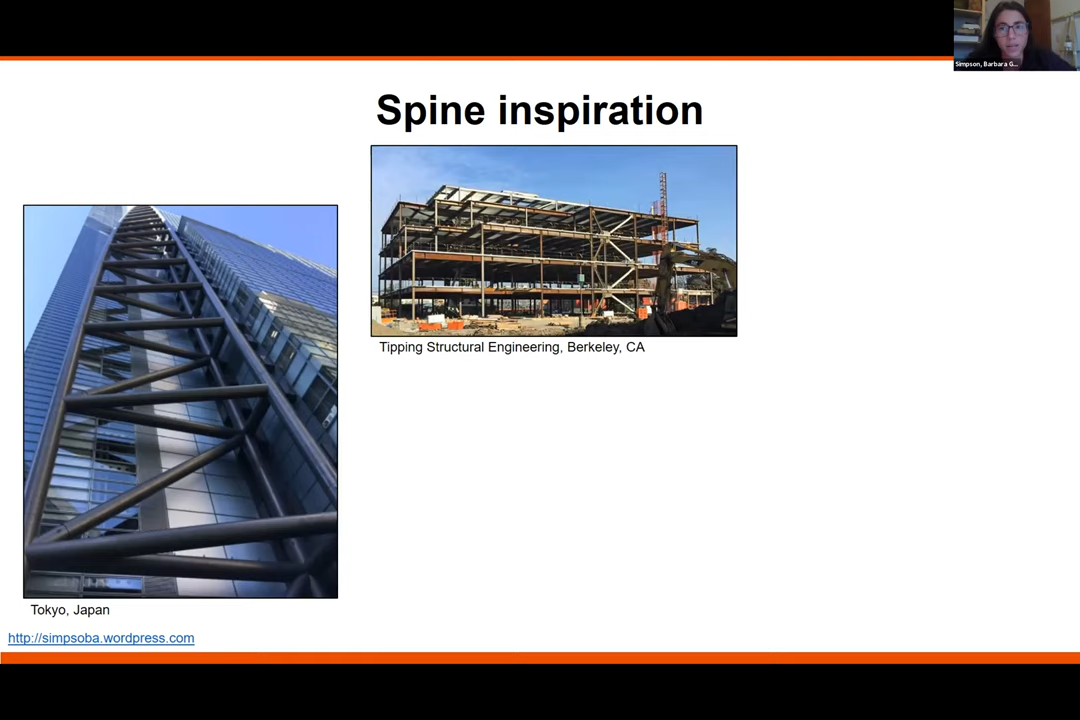 Simpson, Barbara G...
Spine inspiration
Tipping Structural Engineering, Berkeley, CA
Tokyo, Japan
http://simpsoba.wordpress.com